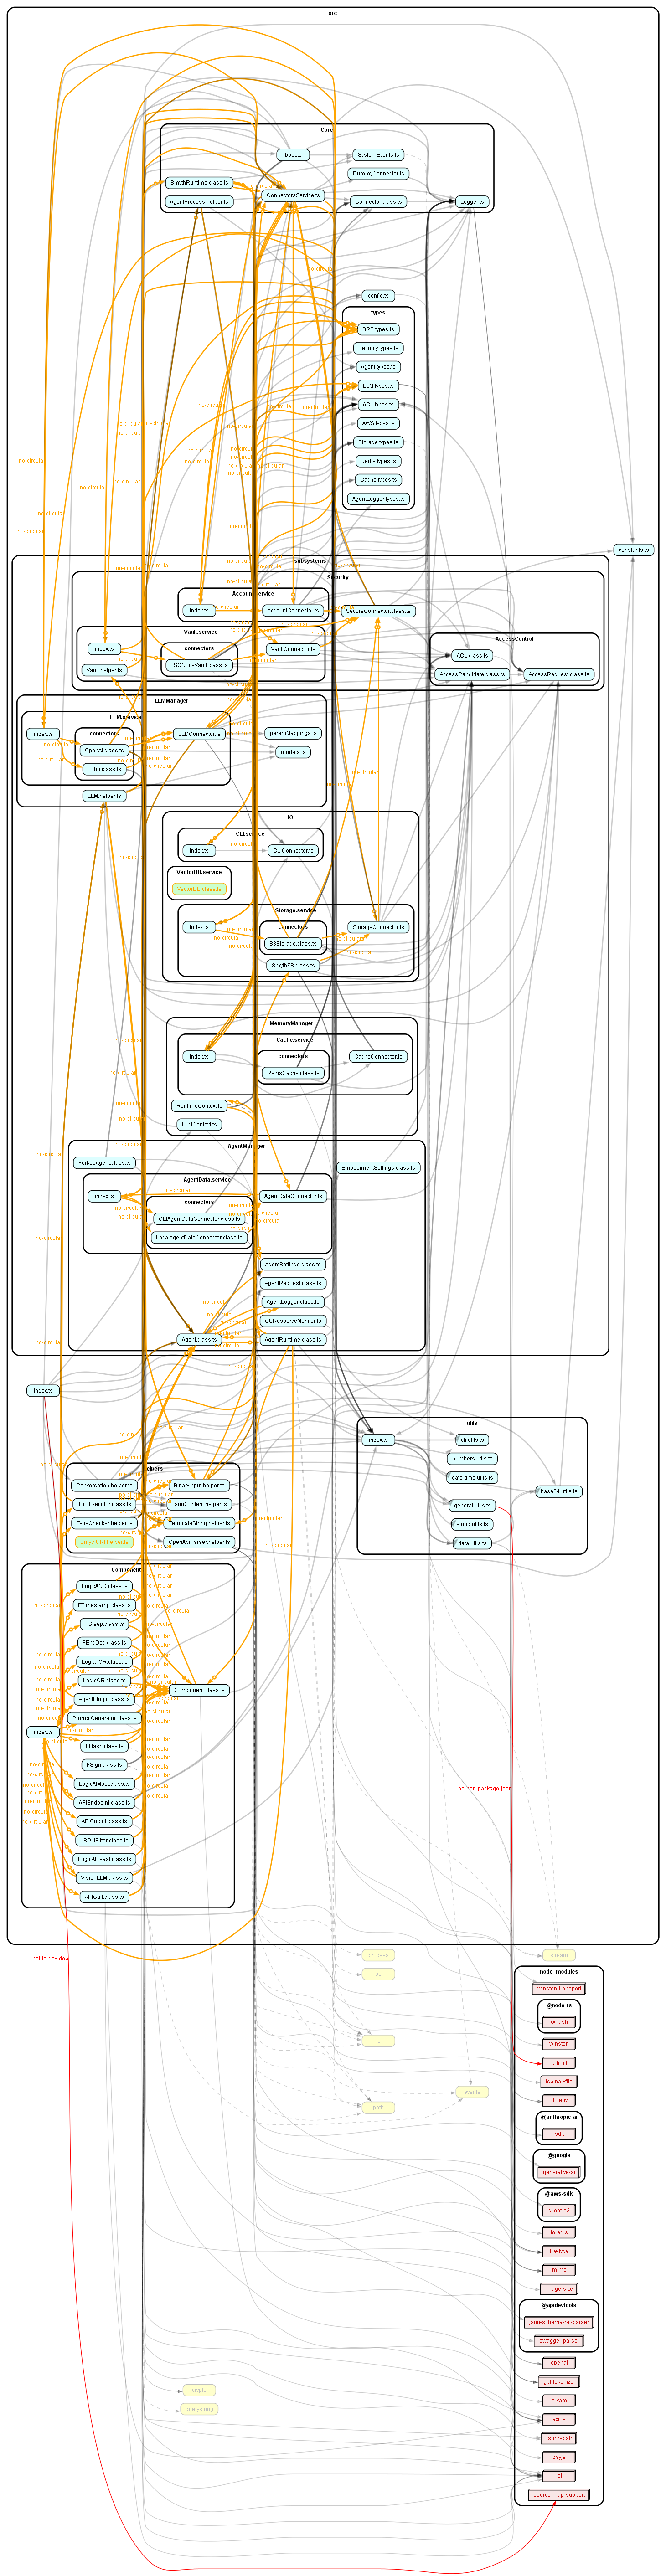 src
Core
boot.ts
SystemEvents.ts
DummyConnector.ts
SmythRuntime.class.ts
ConnectorsService.ts
AgentProcess.helper.ts
Connector.class.ts
Logger.ts
no-circular
config.ts
types
SRE.types.ts
Security.types.ts
Agent.types.ts
LLM.types.ts
ACL.types.ts
AWS.types.ts
Storage.types.ts
Redis.types.ts
Cache.types.ts
AgentLogger.types.ts
no-circular
no-circular
no-circular
no-circular
constants.ts
subsystems
Security
Account.service
index.ts
AccountConnector.ts
SecureConnector.class.ts
Vault.service
index.ts
connectors
JSONFileVault.class.ts
Vault.helper.ts
VaultConnector.ts
AccessControl
ACL.class.ts
AccessCandidate.class.ts
AccessRequest.class.ts
LLMManager
LLM.service
index.ts
connectors
OpenAI.class.ts
Echo.class.ts
LLMConnector.ts
paramMappings.ts
models.ts
LLM.helper.ts
no-circular
IO
CLI.service
index.ts
CLIConnector.ts
VectorDB.service
VectorDB.class.ts
Storage.service
index.ts
connectors
S3Storage.class.ts
StorageConnector.ts
SmythFS.class.ts
no-circular
MemoryManager
Cache.service
index.ts
connectors
RedisCache.class.ts
CacheConnector.ts
RuntimeContext.ts
LLMContext.ts
AgentManager
ForkedAgent.class.ts
EmbodimentSettings.class.ts
AgentData.service
index.ts
connectors
CLIAgentDataConnector.class.ts
LocalAgentDataConnector.class.ts
AgentDataConnector.ts
AgentSettings.class.ts
AgentRequest.class.ts
AgentLogger.class.ts
OSResourceMonitor.ts
Agent.class.ts
AgentRuntime.class.ts
no-circular
index.ts
utils
index.ts
cli.utils.ts
numbers.utils.ts
date-time.utils.ts
base64.utils.ts
general.utils.ts
string.utils.ts
data.utils.ts
helpers
Conversation.helper.ts
BinaryInput.helper.ts
ToolExecutor.class.ts
JsonContent.helper.ts
TypeChecker.helper.ts
TemplateString.helper.ts
SmythURI.helper.ts
OpenApiParser.helper.ts
Components
LogicAND.class.ts
FTimestamp.class.ts
FSleep.class.ts
FEncDec.class.ts
LogicXOR.class.ts
LogicOR.class.ts
AgentPlugin.class.ts
Component.class.ts
PromptGenerator.class.ts
index.ts
FHash.class.ts
FSign.class.ts
LogicAtMost.class.ts
APIEndpoint.class.ts
APIOutput.class.ts
JSONFilter.class.ts
LogicAtLeast.class.ts
VisionLLM.class.ts
APICall.class.ts
no-circular
no-non-package-json
not-to-dev-dep
process
os
fs
path
events
stream
crypto
querystring
node_modules
winston-transport
@node-rs
xxhash
winston
p-limit
isbinaryfile
dotenv
@anthropic-ai
sdk
@google
generative-ai
@aws-sdk
client-s3
ioredis
file-type
mime
image-size
@apidevtools
json-schema-ref-parser
swagger-parser
openai
gpt-tokenizer
js-yaml
axios
jsonrepair
dayjs
joi
source-map-support